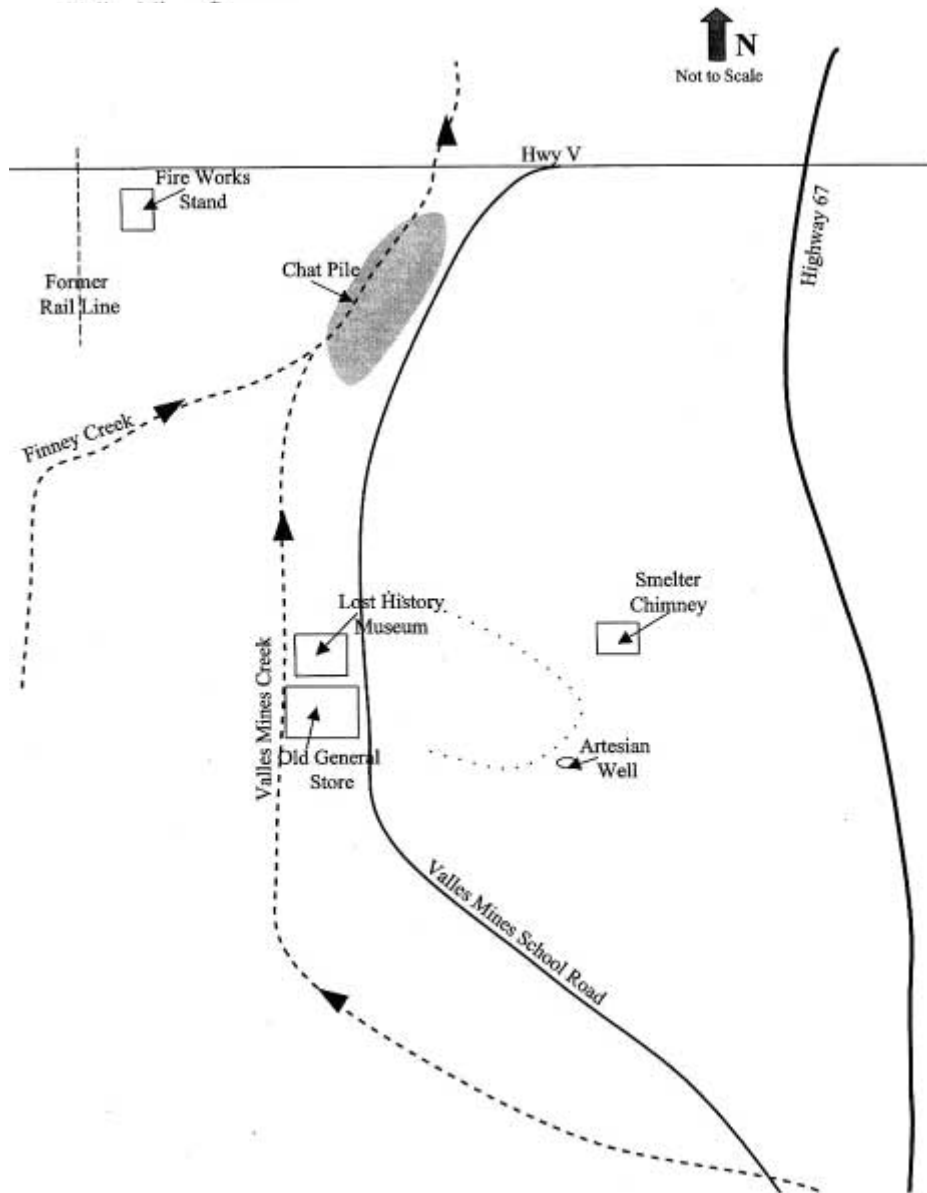 N
Not to Scale
Hwy V
Fire Works
Stand
Highway 67
Chat Pile
Former
Rail Line
Finney Creek
Smelter
Chimney
Lost History
Museum
Valles Mines Creek
Old General
Store
Artesian
Well
Valles Mines School Road